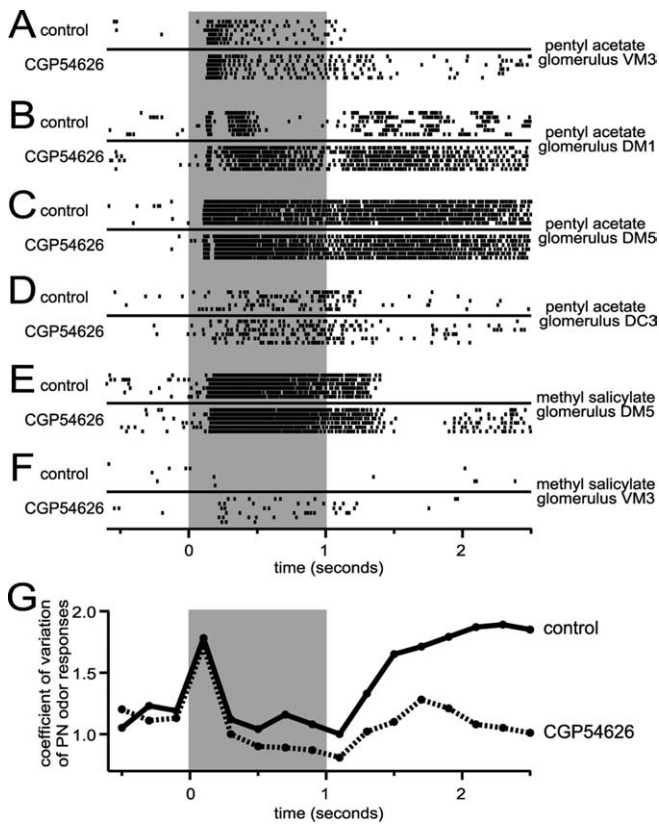 A
control
CGP54626
pentyl acetate
glomerulus VM3
B
control
CGP54626
pentyl acetate
glomerulus DM1
C
control
CGP54626
pentyl acetate
glomerulus DM5
D
control
CGP54626
pentyl acetate
glomerulus DC3
E
control
CGP54626
methyl salicylate
glomerulus DM5
F
control
CGP54626
methyl salicylate
glomerulus VM3
0 1 2
time (seconds)
G
coefficient of variation
of PN odor responses
2.0
1.5
1.0
control
CGP54626
0 1 2
time (seconds)